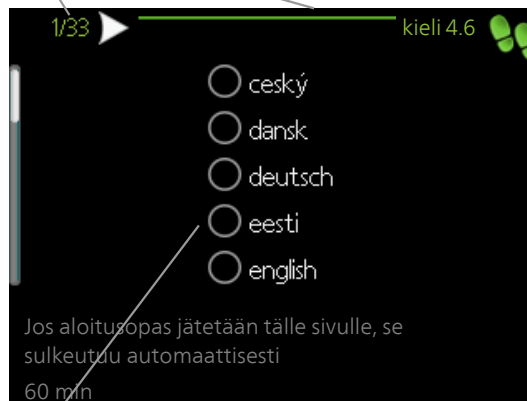 1/33
kieli 4.6
ceský
dansk
deutsch
eesti
english
Jos aloitusopas jätetään tälle sivulle, se
sulkeutuu automaattisesti
60 min